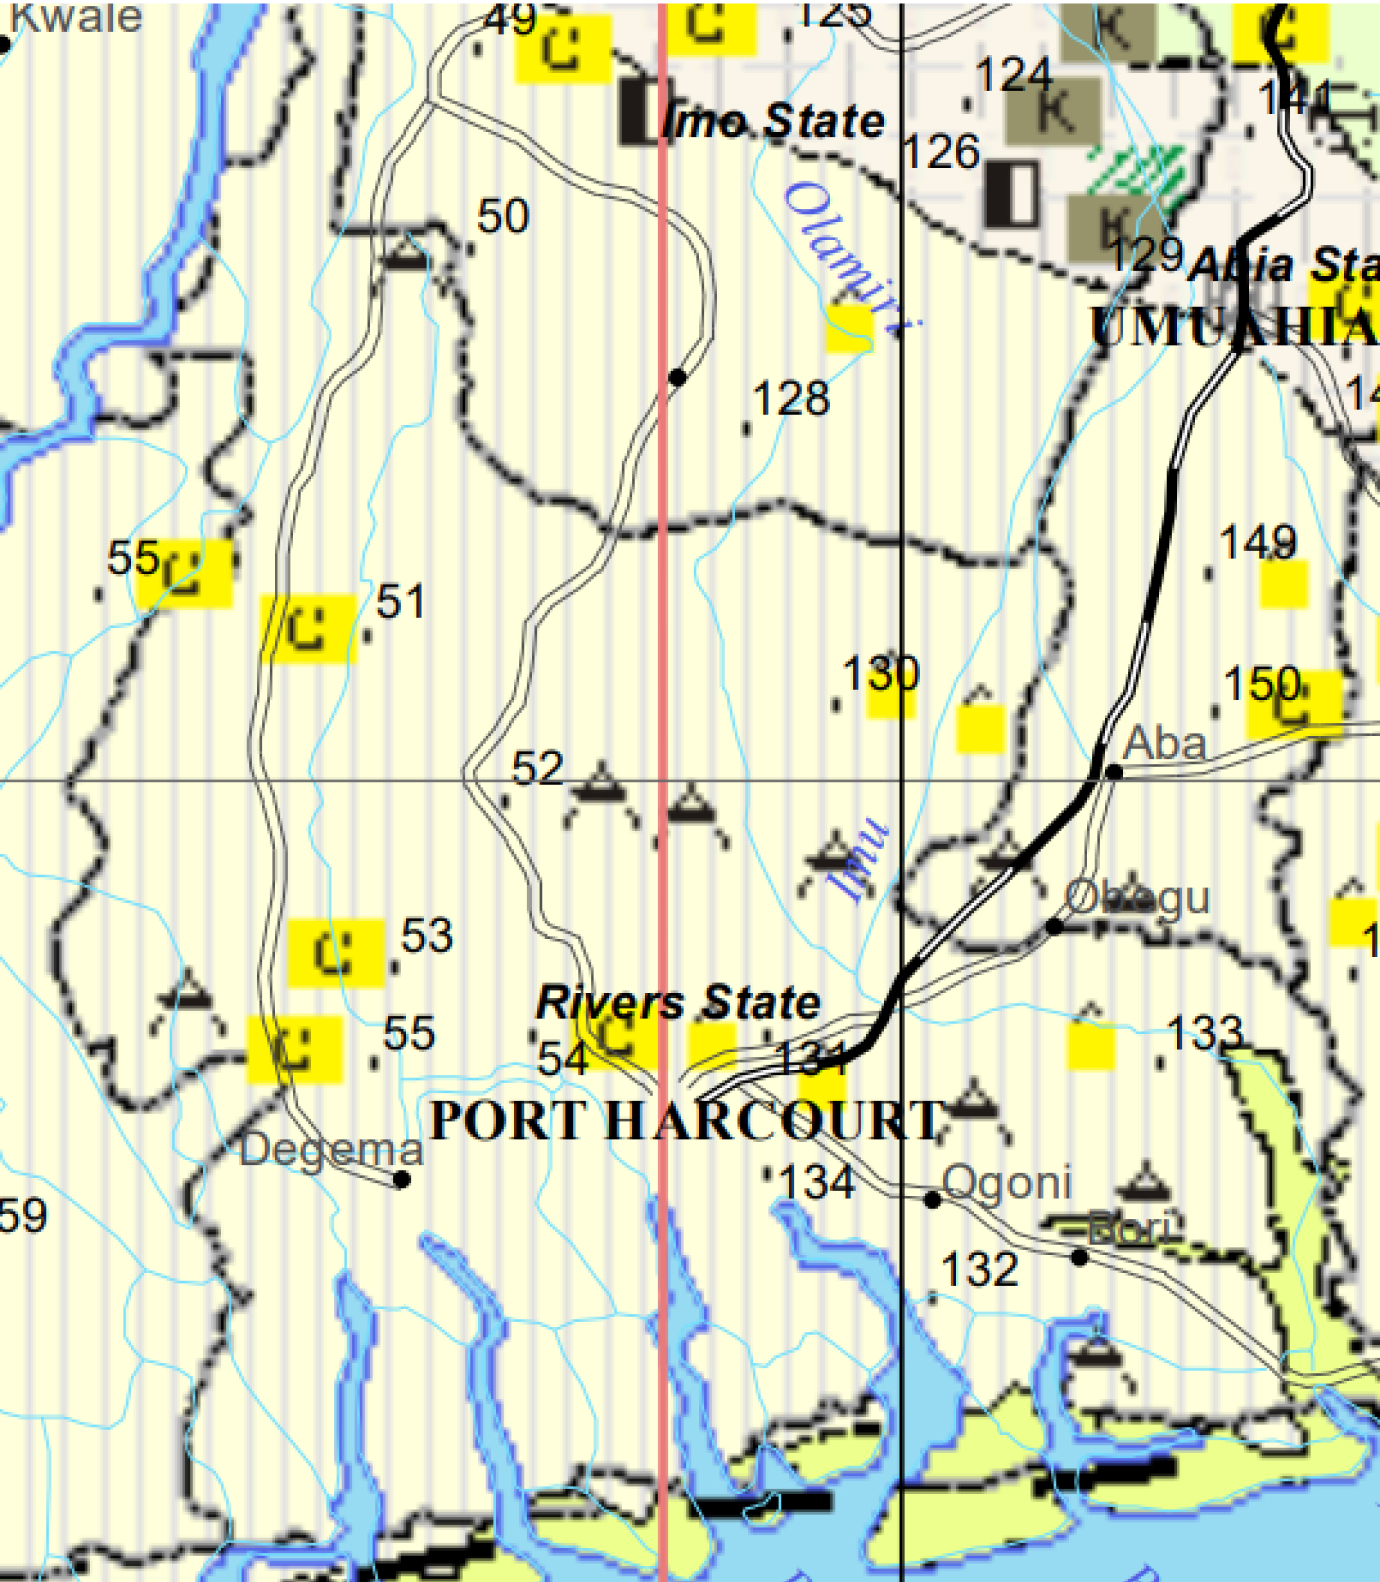 Kwale
49
C
C
125
K
C
124
K
141
Imo State
126
50
Olamiri
K
129
Abia Sta
C
UMUAHIA
128
14
55
C
51
C
149
130
150
C
Aba
52
Imu
Obegu
53
C
1
Rivers State
55
C
54
C
131
133
PORT HARCOURT
Degema
134
Ogoni
59
Bori
132